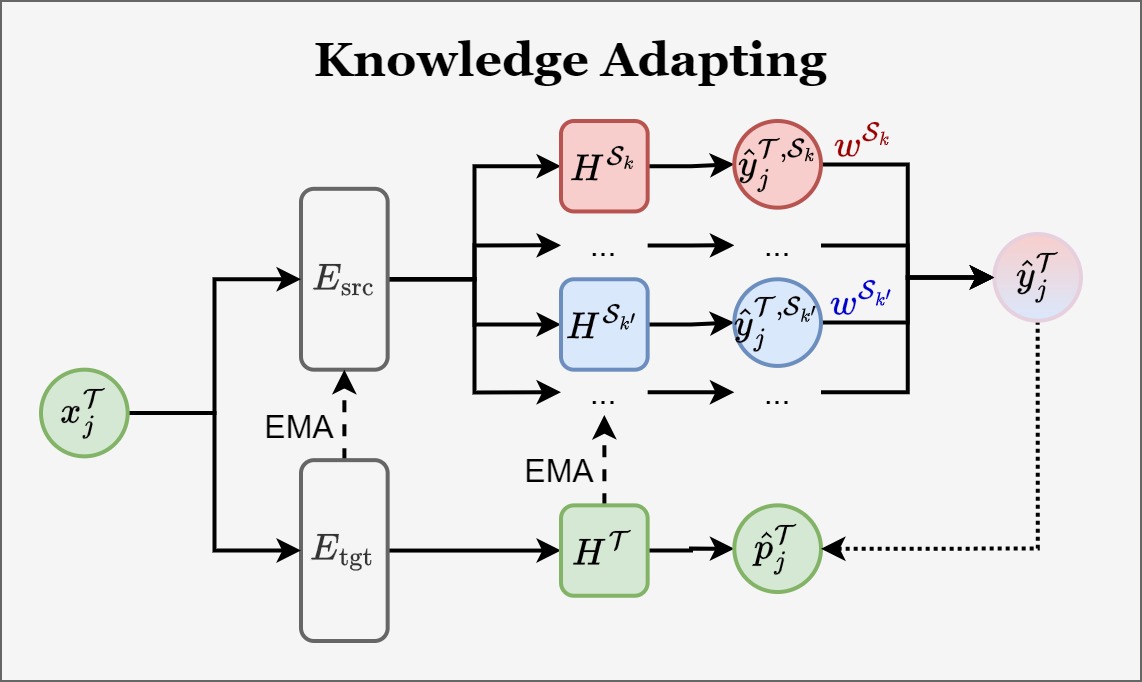 Knowledge Adapting
$H^{\mathcal{S}_k}$
$\hat{y}_j^{\mathcal{T},\mathcal{S}_k}$
$w^{\mathcal{S}_k}$
... ...
$E_{\text{src}}$
$\hat{y}_j^{\mathcal{T}}$
$H^{\mathcal{S}_{k'}}$
$\hat{y}_j^{\mathcal{T},\mathcal{S}_{k'}}$
$w^{\mathcal{S}_{k'}}$
... ...
$x_j^{\mathcal{T}}$
EMA
EMA
$E_{\text{tgt}}$
$H^{\mathcal{T}}$
$\hat{p}_j^{\mathcal{T}}$